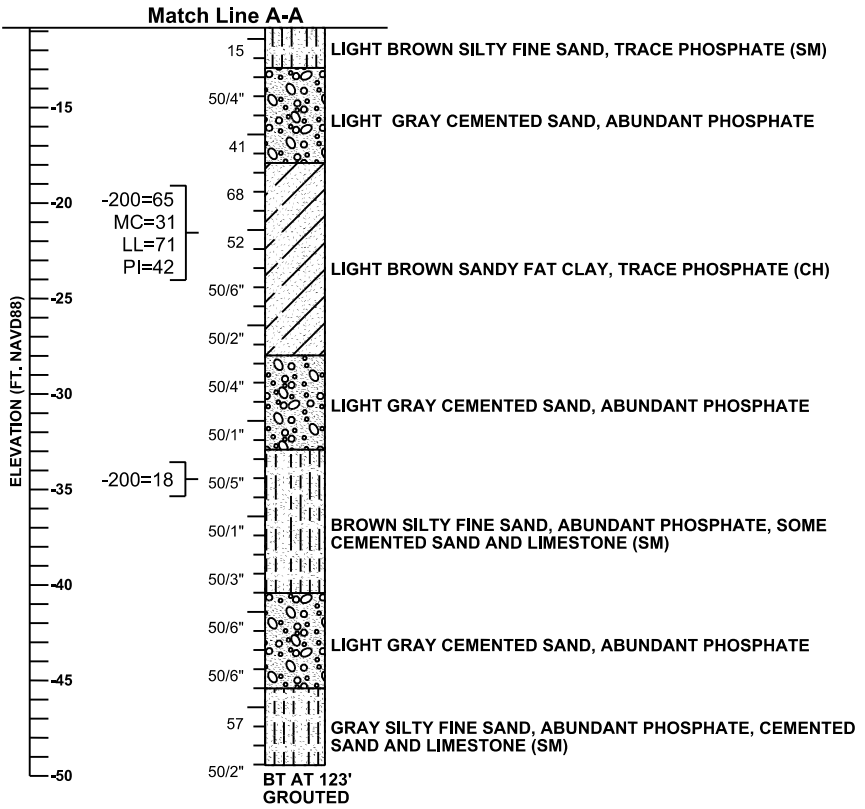 Match Line A-A
15
LIGHT BROWN SILTY FINE SAND, TRACE PHOSPHATE (SM)
50/4"
-15
LIGHT GRAY CEMENTED SAND, ABUNDANT PHOSPHATE
41
68
-20
-200=65
MC=31
LL=71
PI=42
52
LIGHT BROWN SANDY FAT CLAY, TRACE PHOSPHATE (CH)
50/6"
-25
50/2"
ELEVATION (FT. NAVD88)
50/4"
-30
LIGHT GRAY CEMENTED SAND, ABUNDANT PHOSPHATE
50/1"
-200=18
50/5"
-35
50/1"
BROWN SILTY FINE SAND, ABUNDANT PHOSPHATE, SOME
CEMENTED SAND AND LIMESTONE (SM)
50/3"
-40
50/6"
LIGHT GRAY CEMENTED SAND, ABUNDANT PHOSPHATE
50/6"
-45
57
GRAY SILTY FINE SAND, ABUNDANT PHOSPHATE, CEMENTED
SAND AND LIMESTONE (SM)
50/2"
-50
BT AT 123'
GROUTED